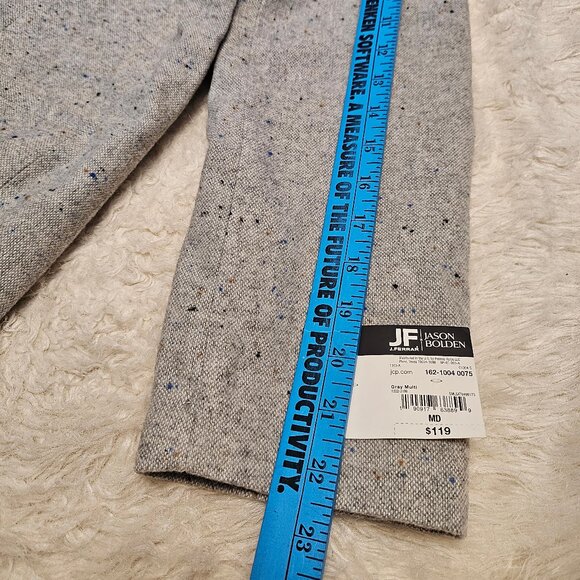 ENKEN SOFTWARE. A MEASURE OF THE FUTURE OF PRODUCTIVITY.
12
13
14
15
16
17
18
19
20
21
22
23
JF
J.FERRAR
JASON
BOLDEN
jcp.com 162-1004 0075
Gray Multi
MD
$119